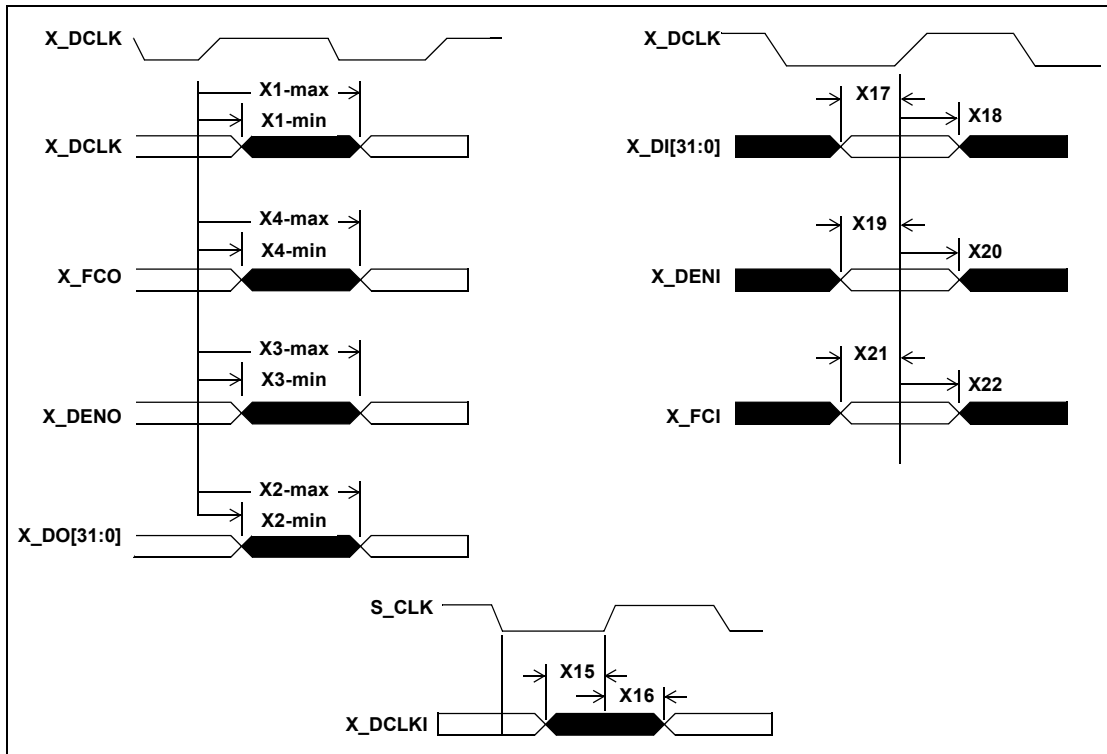 X_DCLK
X1-max
X1-min
X_DCLK
X4-max
X4-min
X_FCO
X3-max
X3-min
X_DENO
X2-max
X2-min
X_DO[31:0]
X_DCLK
X17
X18
X_DI[31:0]
X19
X20
X_DENI
X21
X22
X_FCI
S_CLK
X15
X16
X_DCLKI